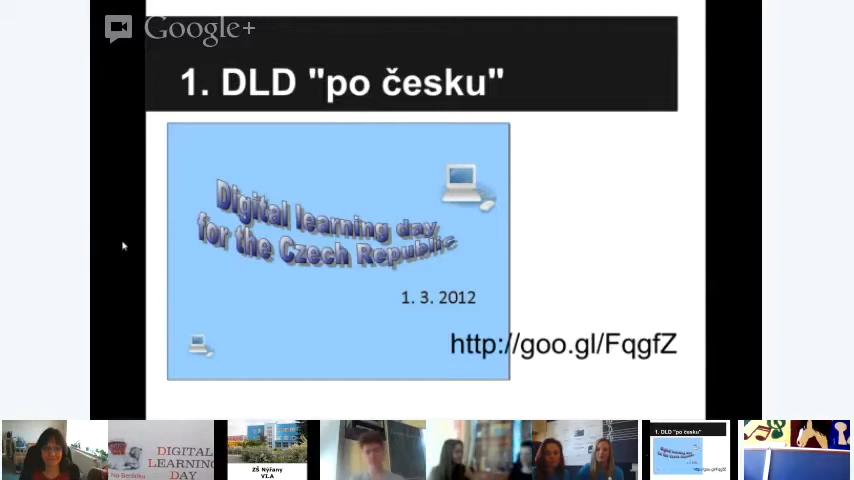 Google+
1. DLD "po česku"
Digital learning day
for the Czech Republic
1. 3. 2012
http://goo.gl/FqgfZ
DIGITAL
LEARNING
DAY
ZŠ Nýřany
VI.A
1. DLD "po česku"